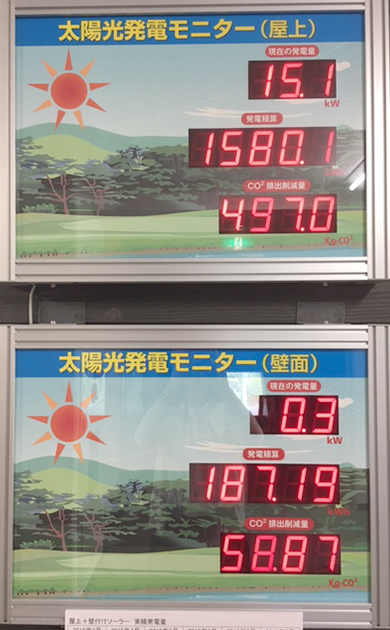 太陽光発電モニター(屋上)
現在の発電量
15.1
kW
発電積算
1580.1
kWh
CO² 排出削減量
497.0
Kg-CO²
太陽光発電モニター(壁面)
現在の発電量
0.3
kW
発電積算
187.19
kWh
CO² 排出削減量
58.87
Kg-CO²
屋上+壁付けソーラー 実績発電量